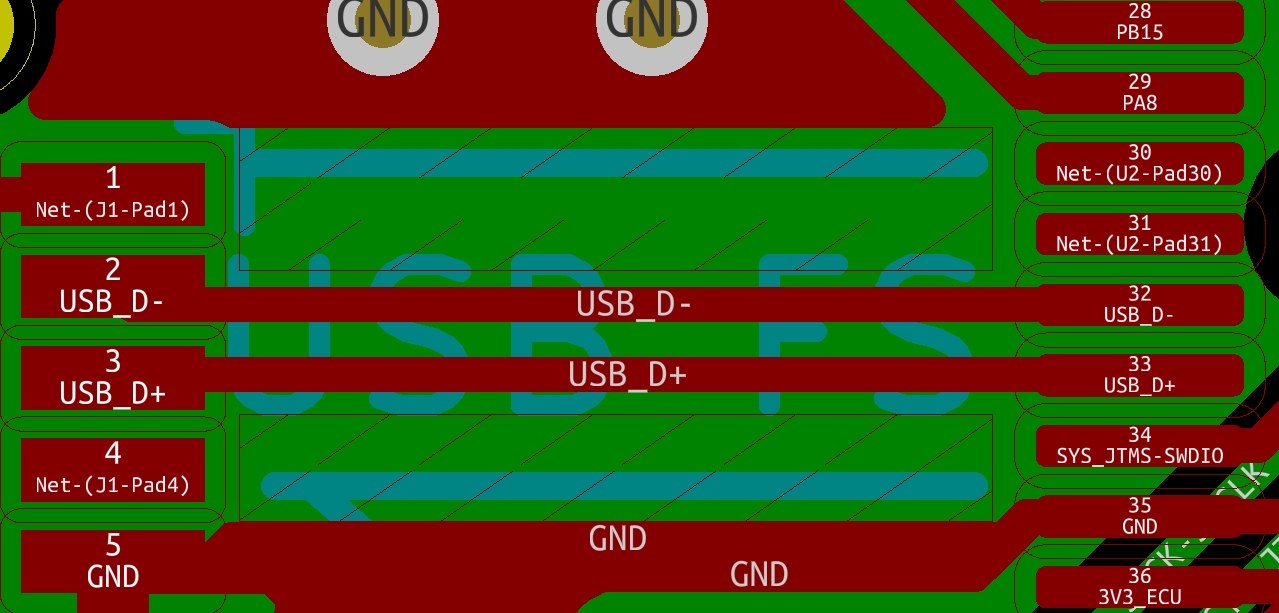 GND
GND
28
PB15
29
PA8
30
Net-(U2-Pad30)
31
Net-(U2-Pad31)
1
Net-(J1-Pad1)
2
USB_D-
USB_D-
32
USB_D-
USB FS
3
USB_D+
USB_D+
33
USB_D+
4
Net-(J1-Pad4)
34
SYS_JTMS-SWDIO
5
GND
GND
GND
35
GND
36
3V3_ECU